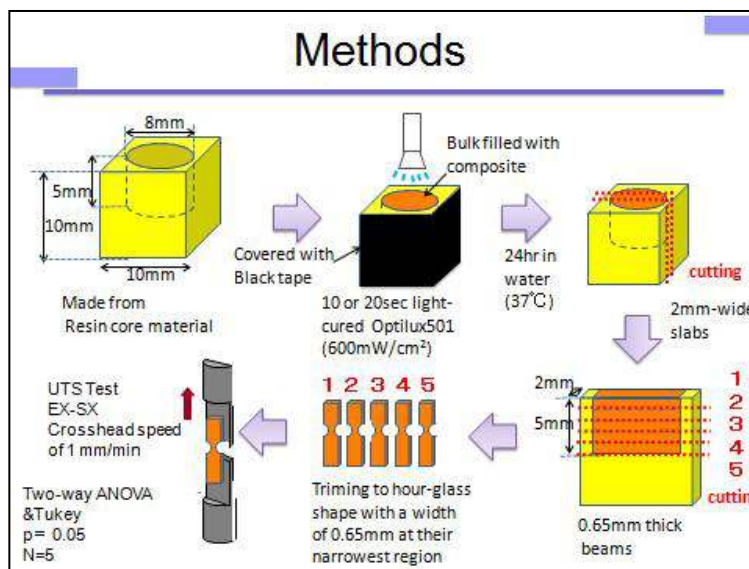 Methods
8mm
5mm
10mm
10mm
Made from
Resin core material
Bulk filled with
composite
Covered with
Black tape
10 or 20sec light-
cured Optilux501
(600mW/cm²)
24hr in
water
(37℃)
cutting
2mm-wide
slabs
2mm
5mm
1
2
3
4
5
cutting
0.65mm thick
beams
1 2 3 4 5
Triming to hour-glass
shape with a width
of 0.65mm at their
narrowest region
UTS Test
EX-SX
Crosshead speed
of 1 mm/min
Two-way ANOVA
&Tukey
p= 0.05
N=5